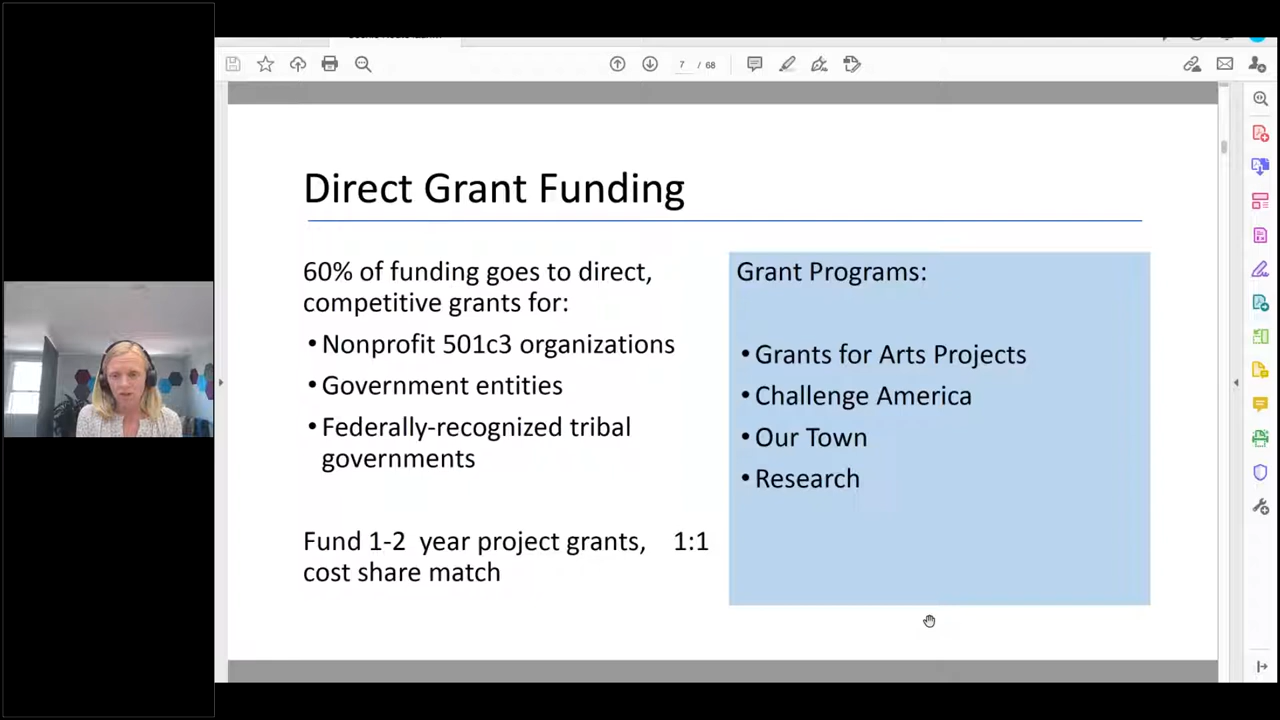 7 / 68
Direct Grant Funding
60% of funding goes to direct,
competitive grants for:
• Nonprofit 501c3 organizations
• Government entities
• Federally-recognized tribal
governments
Fund 1-2 year project grants, 1:1
cost share match
Grant Programs:
• Grants for Arts Projects
• Challenge America
• Our Town
• Research